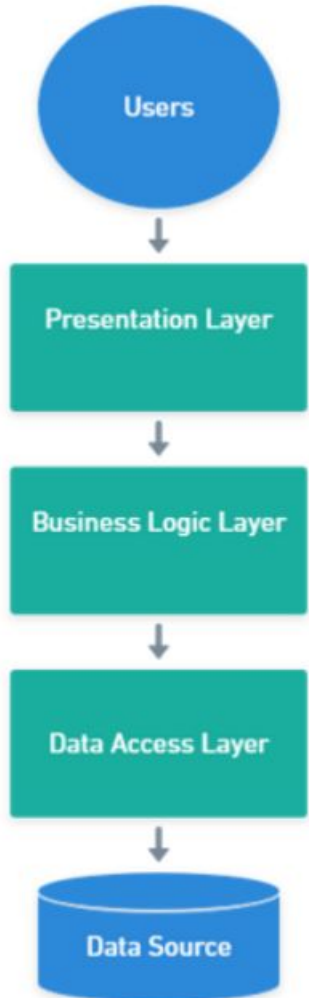 Users
Presentation Layer
Business Logic Layer
Data Access Layer
Data Source